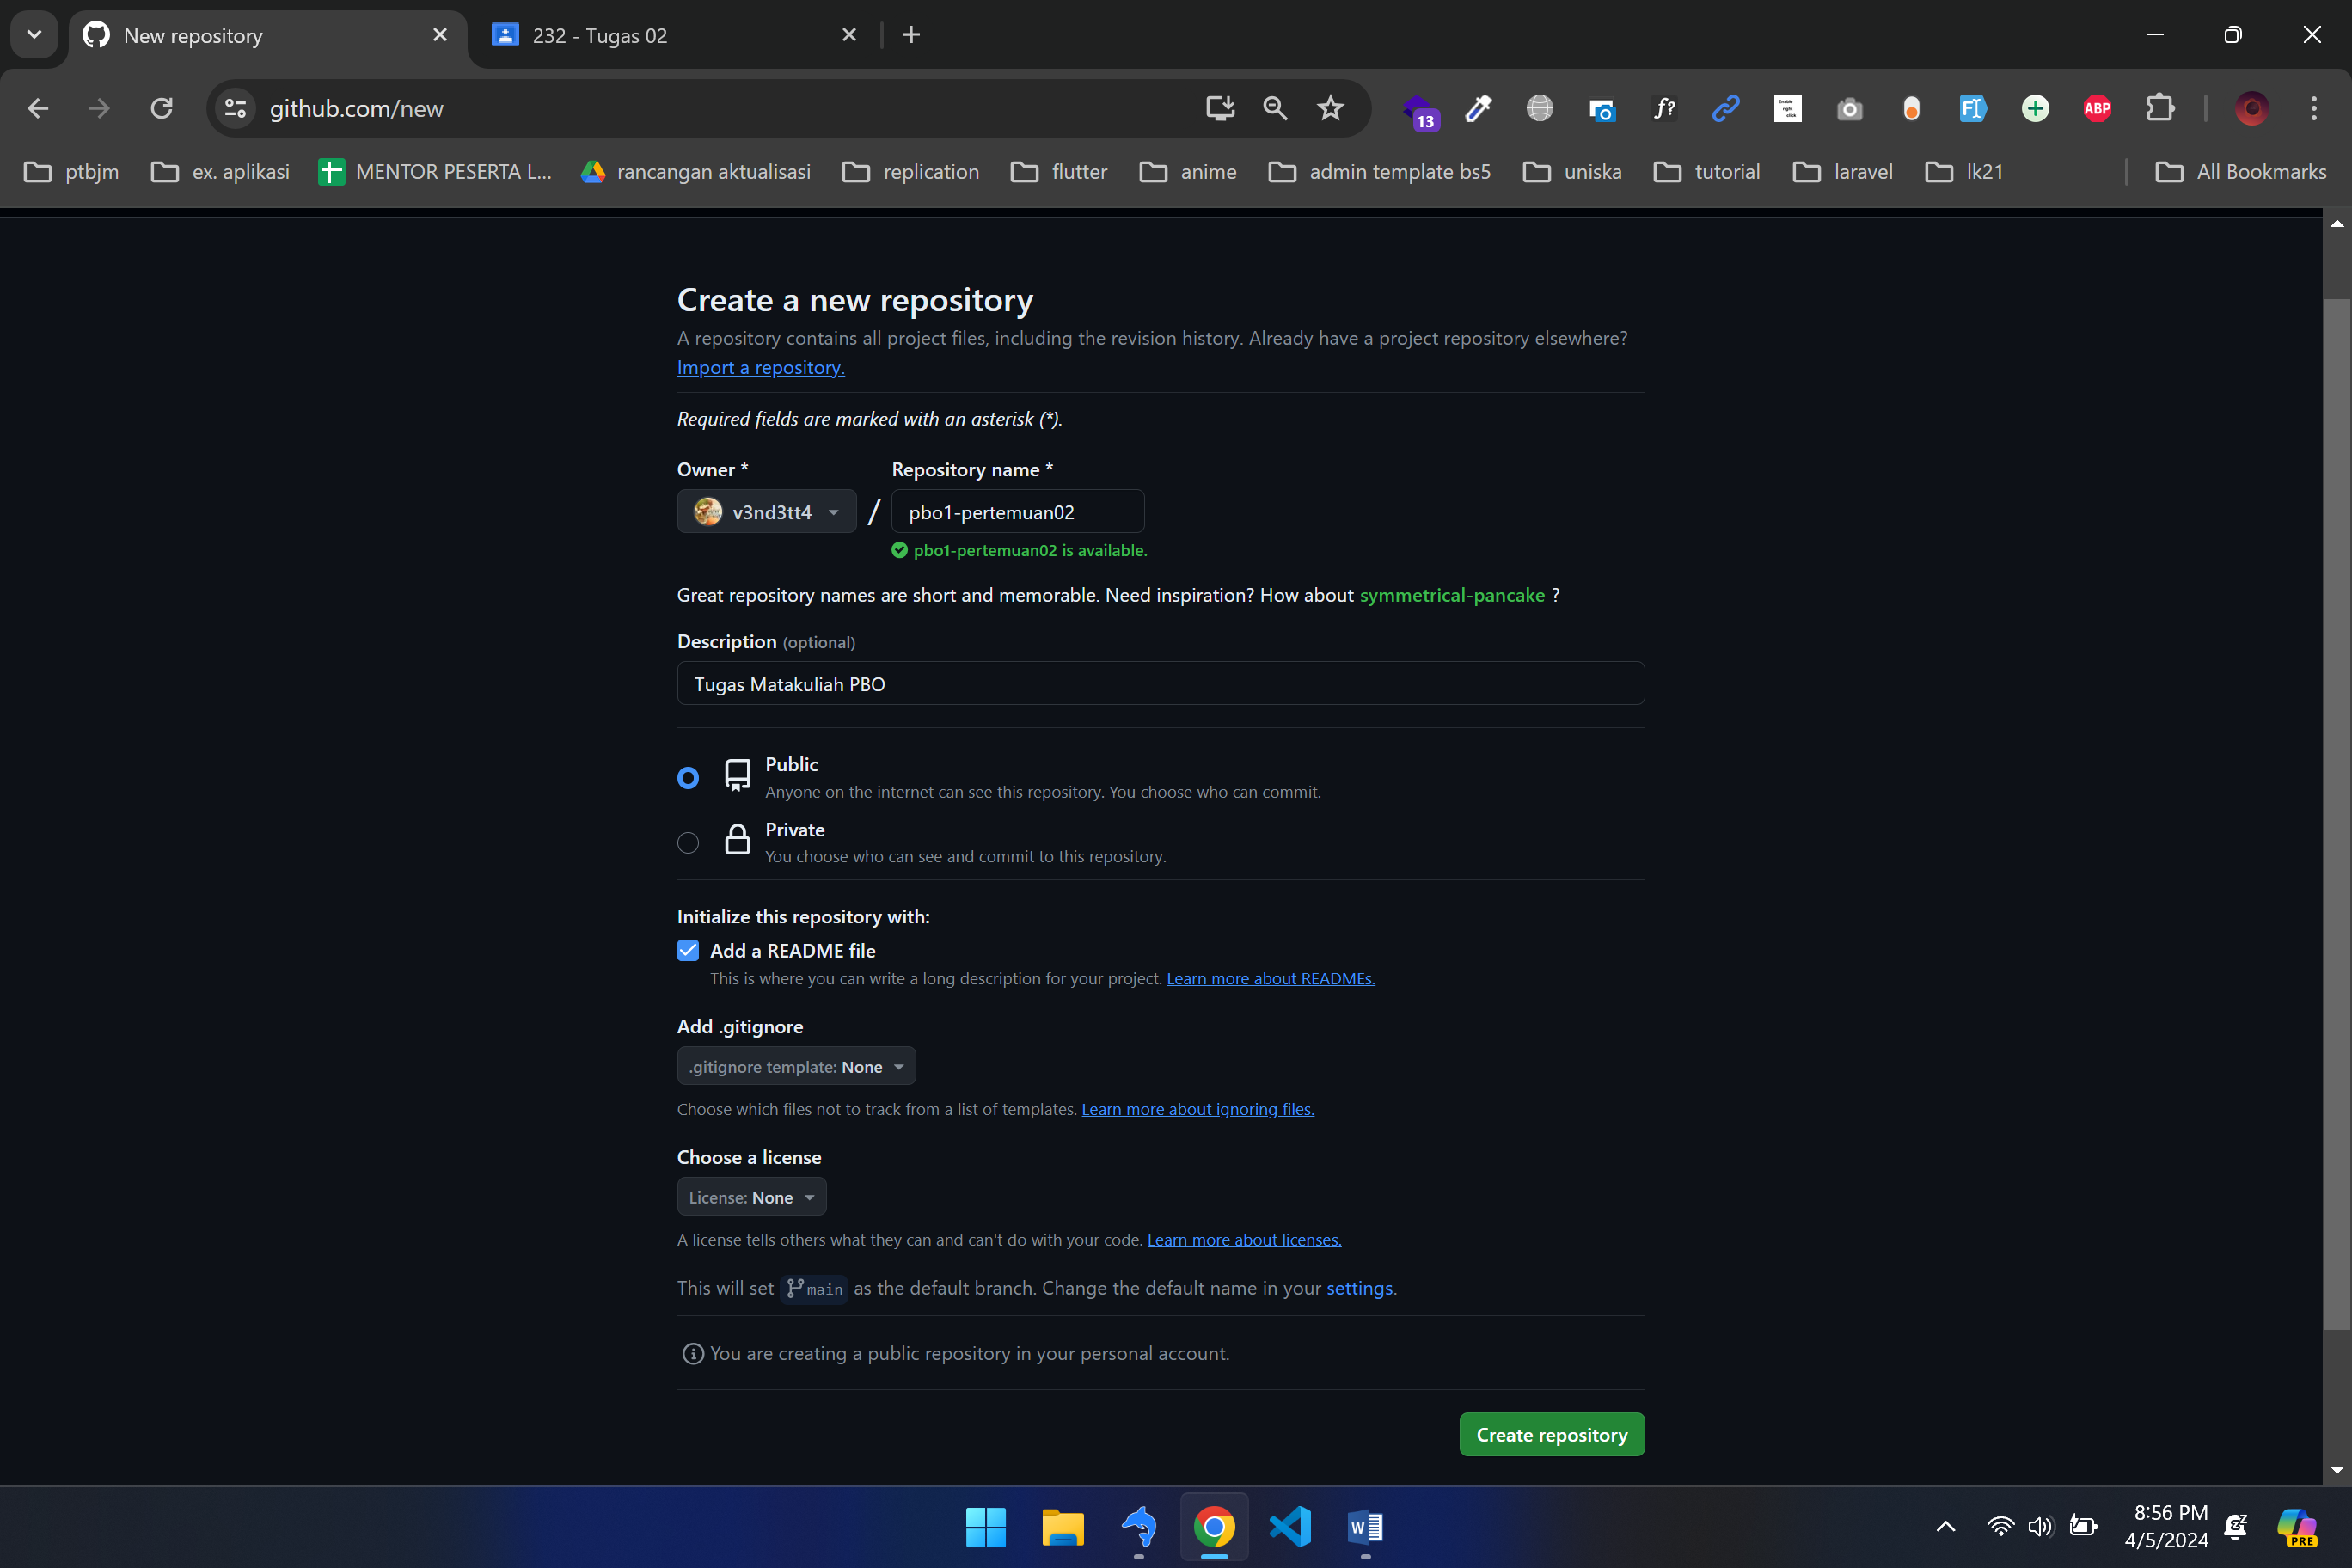 New repository
232 - Tugas 02
github.com/new
13
f?
Enable right click
FI
ABP
ptbjm
ex. aplikasi
MENTOR PESERTA L...
rancangan aktualisasi
replication
flutter
anime
admin template bs5
uniska
tutorial
laravel
lk21
All Bookmarks
Create a new repository
A repository contains all project files, including the revision history. Already have a project repository elsewhere?
Import a repository.
Required fields are marked with an asterisk (*).
Owner *
Repository name *
v3nd3tt4
/
pbo1-pertemuan02
pbo1-pertemuan02 is available.
Great repository names are short and memorable. Need inspiration? How about symmetrical-pancake ?
Description (optional)
Tugas Matakuliah PBO
Public
Anyone on the internet can see this repository. You choose who can commit.
Private
You choose who can see and commit to this repository.
Initialize this repository with:
Add a README file
This is where you can write a long description for your project. Learn more about READMEs.
Add .gitignore
.gitignore template: None
Choose which files not to track from a list of templates. Learn more about ignoring files.
Choose a license
License: None
A license tells others what they can and can't do with your code. Learn more about licenses.
This will set main as the default branch. Change the default name in your settings.
You are creating a public repository in your personal account.
Create repository
W
8:56 PM
4/5/2024
PRE